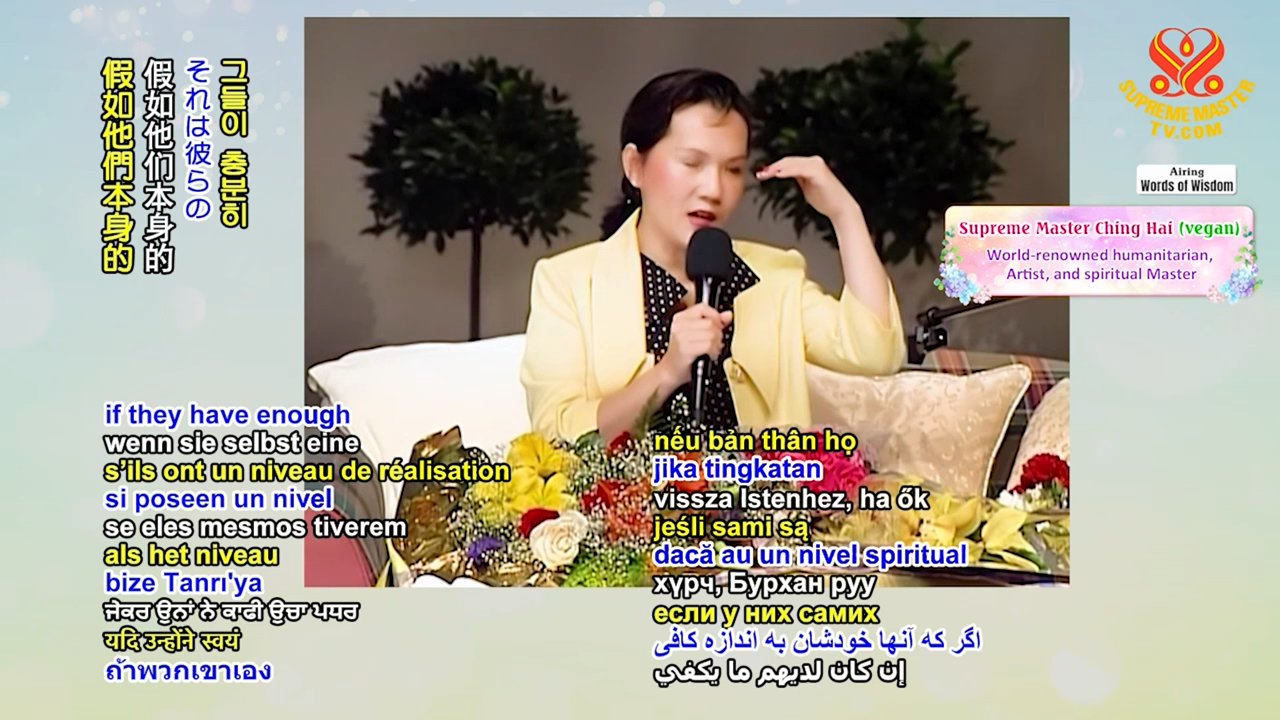 그들이 충분히
それは彼らの
假如他们本身的
假如他們本身的
SUPREME MASTER
TV.COM
Airing
Words of Wisdom
Supreme Master Ching Hai (vegan)
World-renowned humanitarian,
Artist, and spiritual Master
if they have enough
wenn sie selbst eine
s'ils ont un niveau de réalisation
si poseen un nivel
se eles mesmos tiverem
als het niveau
bize Tanrı'ya
ਜੇਕਰ ਉਨਾਂ ਨੇ ਕਾਫੀ ਉਚਾ ਪਧਰ
यदि उन्होंने स्वयं
ถ้าพวกเขาเอง
nếu bản thân họ
jika tingkatan
vissza Istenhez, ha ők
jeśli sami są
dacă au un nivel spiritual
хүрч, Бурхан руу
если у них самих
اگر که آنها خودشان به اندازه کافی
إن كان لديهم ما يكفي